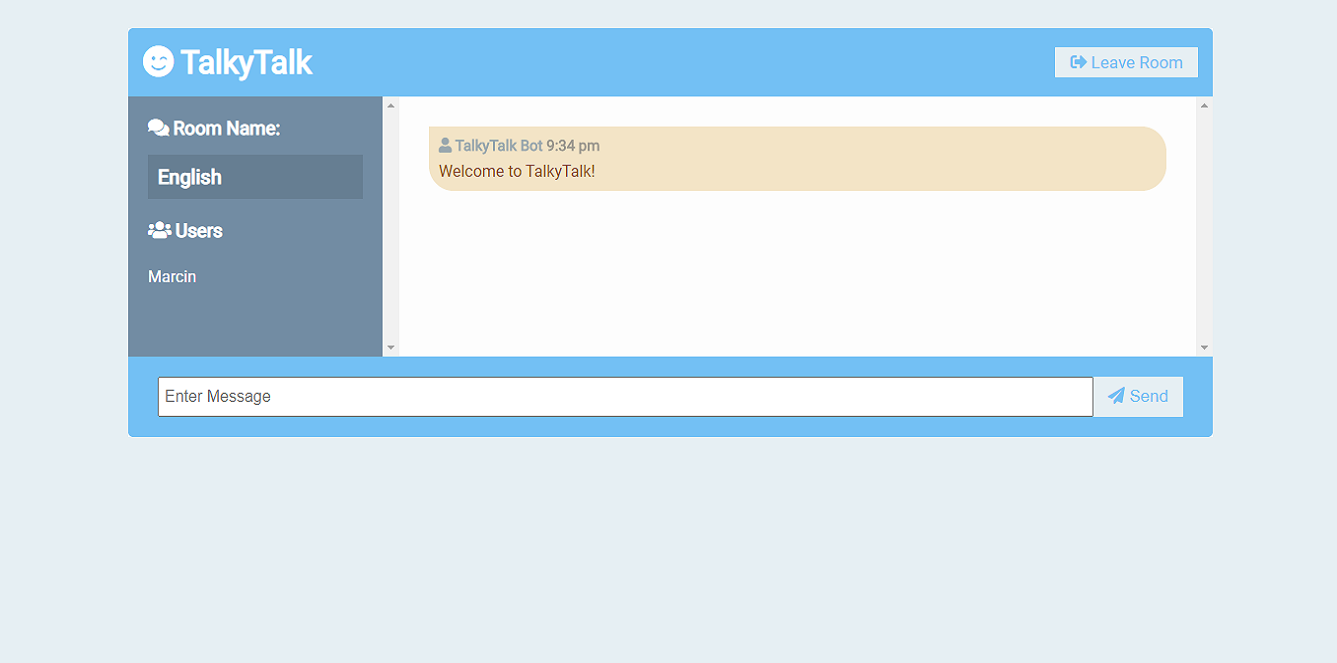 TalkyTalk
Leave Room
Room Name:
English
Users
Marcin
TalkyTalk Bot 9:34 pm
Welcome to TalkyTalk!
Enter Message
Send